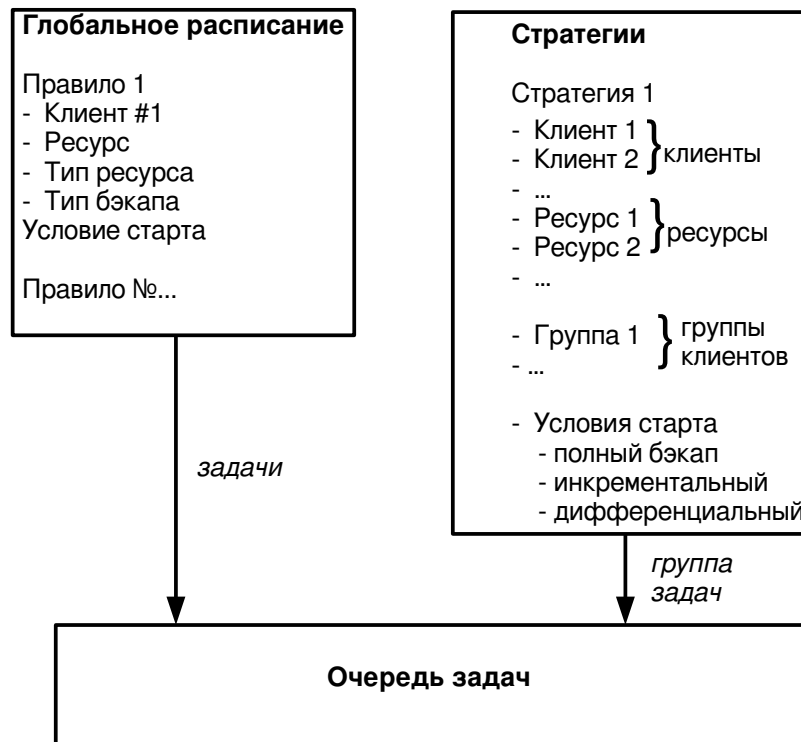 Глобальное расписание
Правило 1
- Клиент #1
- Ресурс
- Тип ресурса
- Тип бэкапа
Условие старта
Правило №...
задачи
Стратегии
Стратегия 1
- Клиент 1
- Клиент 2
клиенты
- ...
- Ресурс 1
- Ресурс 2
ресурсы
- ...
- Группа 1
группы
клиентов
- ...
- Условия старта
- полный бэкап
- инкрементальный
- дифференциальный
группа
задач
Очередь задач